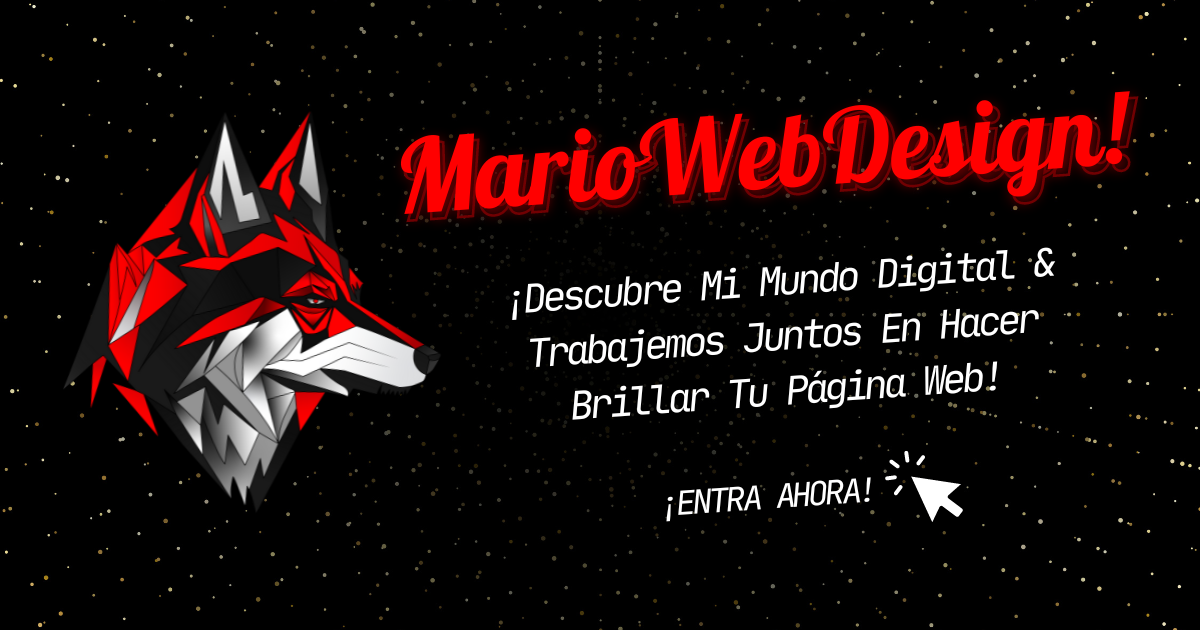 MarioWebDesign!
¡Descubre Mi Mundo Digital &
Trabajemos Juntos En Hacer
Brillar Tu Página Web!
¡ENTRA AHORA!